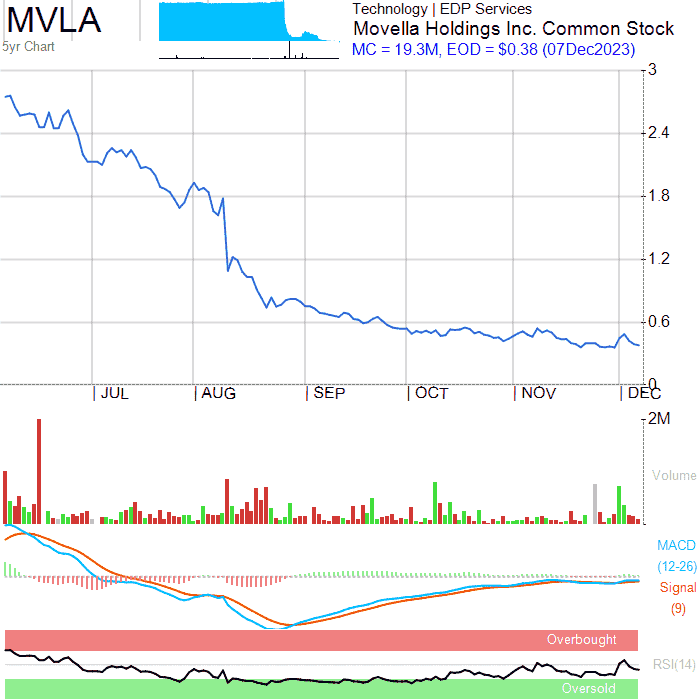 MVLA
5yr Chart
Technology | EDP Services
Movella Holdings Inc. Common Stock
MC = 19.3M, EOD = $0.38 (07Dec2023)
3
2.4
1.8
1.2
0.6
0
JUL AUG SEP OCT NOV DEC
2M
Volume
MACD
(12-26)
Signal
(9)
Overbought
RSI(14)
Oversold